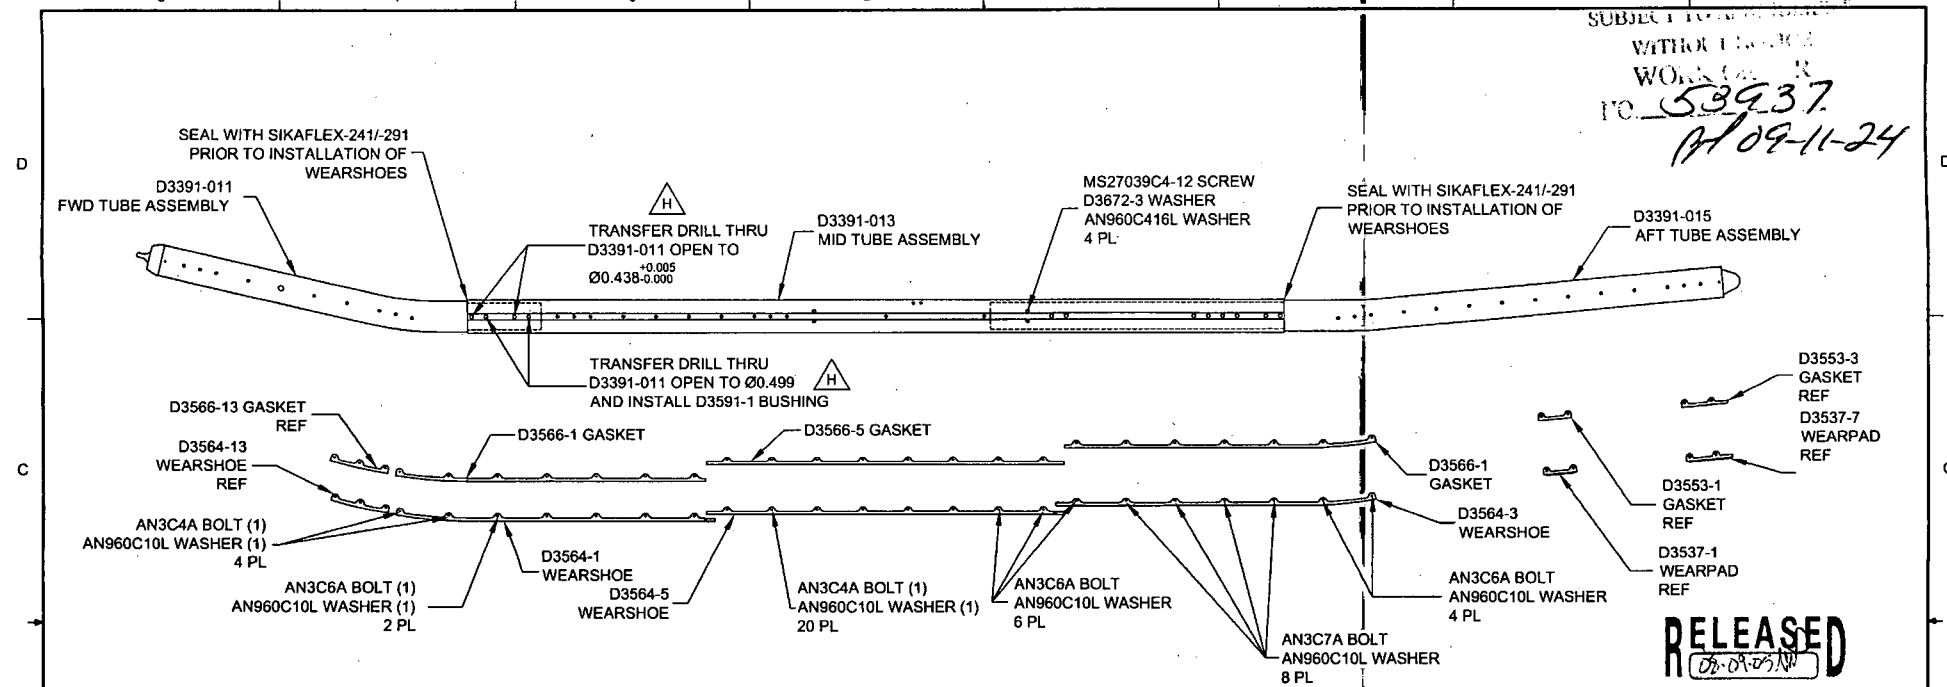 WITHOUT
WORK
NO. 53937
09-11-24
D
SEAL WITH SIKAFLEX-241/-291
PRIOR TO INSTALLATION OF
WEARSHOES
D3391-011
FWD TUBE ASSEMBLY
H
TRANSFER DRILL THRU
D3391-011 OPEN TO
Ø0.438 +0.005 -0.000
D3391-013
MID TUBE ASSEMBLY
MS27039C4-12 SCREW
D3672-3 WASHER
AN960C416L WASHER
4 PL
SEAL WITH SIKAFLEX-241/-291
PRIOR TO INSTALLATION OF
WEARSHOES
D3391-015
AFT TUBE ASSEMBLY
TRANSFER DRILL THRU
D3391-011 OPEN TO Ø0.499
AND INSTALL D3591-1 BUSHING
H
D3553-3
GASKET
REF
D3537-7
WEARPAD
REF
D3566-13 GASKET
REF
D3564-13
WEARSHOE
REF
D3566-1 GASKET
D3566-5 GASKET
D3566-1
GASKET
D3553-1
GASKET
REF
C
AN3C4A BOLT (1)
AN960C10L WASHER (1)
4 PL
D3564-1
WEARSHOE
D3564-5
WEARSHOE
D3564-3
WEARSHOE
D3537-1
WEARPAD
REF
AN3C6A BOLT (1)
AN960C10L WASHER (1)
2 PL
AN3C4A BOLT (1)
AN960C10L WASHER (1)
20 PL
AN3C6A BOLT
AN960C10L WASHER
6 PL
AN3C7A BOLT
AN960C10L WASHER
8 PL
AN3C6A BOLT
AN960C10L WASHER
4 PL
RELEASED